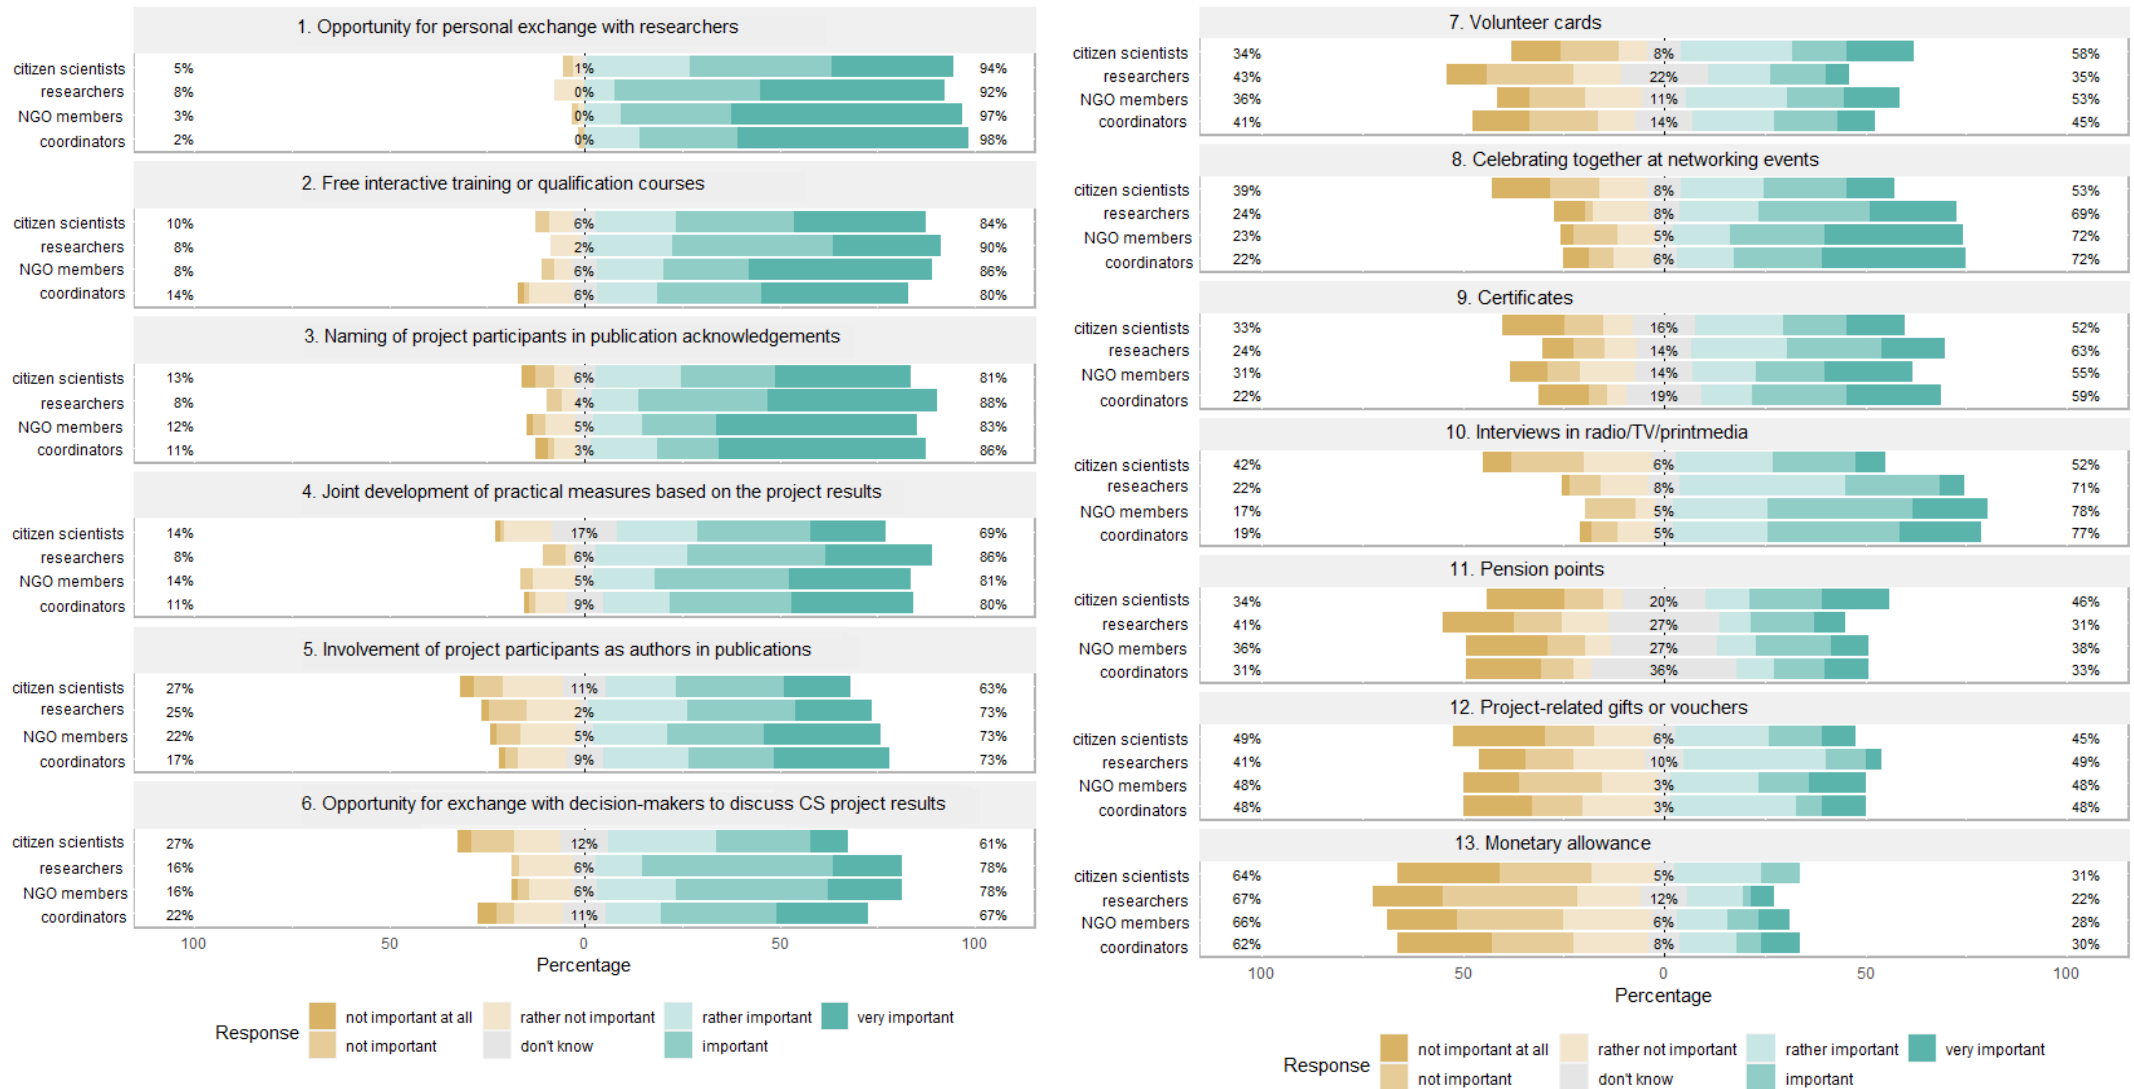 1. Opportunity for personal exchange with researchers
citizen scientists 5% 1% 94%
researchers 8% 0% 92%
NGO members 3% 0% 97%
coordinators 2% 0% 98%
2. Free interactive training or qualification courses
citizen scientists 10% 6% 84%
researchers 8% 2% 90%
NGO members 8% 6% 86%
coordinators 14% 6% 80%
3. Naming of project participants in publication acknowledgements
citizen scientists 13% 6% 81%
researchers 8% 4% 88%
NGO members 12% 5% 83%
coordinators 11% 3% 86%
4. Joint development of practical measures based on the project results
citizen scientists 14% 17% 69%
researchers 8% 6% 86%
NGO members 14% 5% 81%
coordinators 11% 9% 80%
5. Involvement of project participants as authors in publications
citizen scientists 27% 11% 63%
researchers 25% 2% 73%
NGO members 22% 5% 73%
coordinators 17% 9% 73%
6. Opportunity for exchange with decision-makers to discuss CS project results
citizen scientists 27% 12% 61%
researchers 16% 6% 78%
NGO members 16% 6% 78%
coordinators 22% 11% 67%
100 50 0 50 100
Percentage
Response
not important at all rather not important rather important very important
not important don't know important
7. Volunteer cards
citizen scientists 34% 8% 58%
researchers 43% 22% 35%
NGO members 36% 11% 53%
coordinators 41% 14% 45%
8. Celebrating together at networking events
citizen scientists 39% 8% 53%
researchers 24% 8% 69%
NGO members 23% 5% 72%
coordinators 22% 6% 72%
9. Certificates
citizen scientists 33% 16% 52%
reseachers 24% 14% 63%
NGO members 31% 14% 55%
coordinators 22% 19% 59%
10. Interviews in radio/TV/printmedia
citizen scientists 42% 6% 52%
reseachers 22% 8% 71%
NGO members 17% 5% 78%
coordinators 19% 5% 77%
11. Pension points
citizen scientists 34% 20% 46%
researchers 41% 27% 31%
NGO members 36% 27% 38%
coordinators 31% 36% 33%
12. Project-related gifts or vouchers
citizen scientists 49% 6% 45%
researchers 41% 10% 49%
NGO members 48% 3% 48%
coordinators 48% 3% 48%
13. Monetary allowance
citizen scientists 64% 5% 31%
researchers 67% 12% 22%
NGO members 66% 6% 28%
coordinators 62% 8% 30%
100 50 0 50 100
Percentage
Response
not important at all rather not important rather important very important
not important don't know important